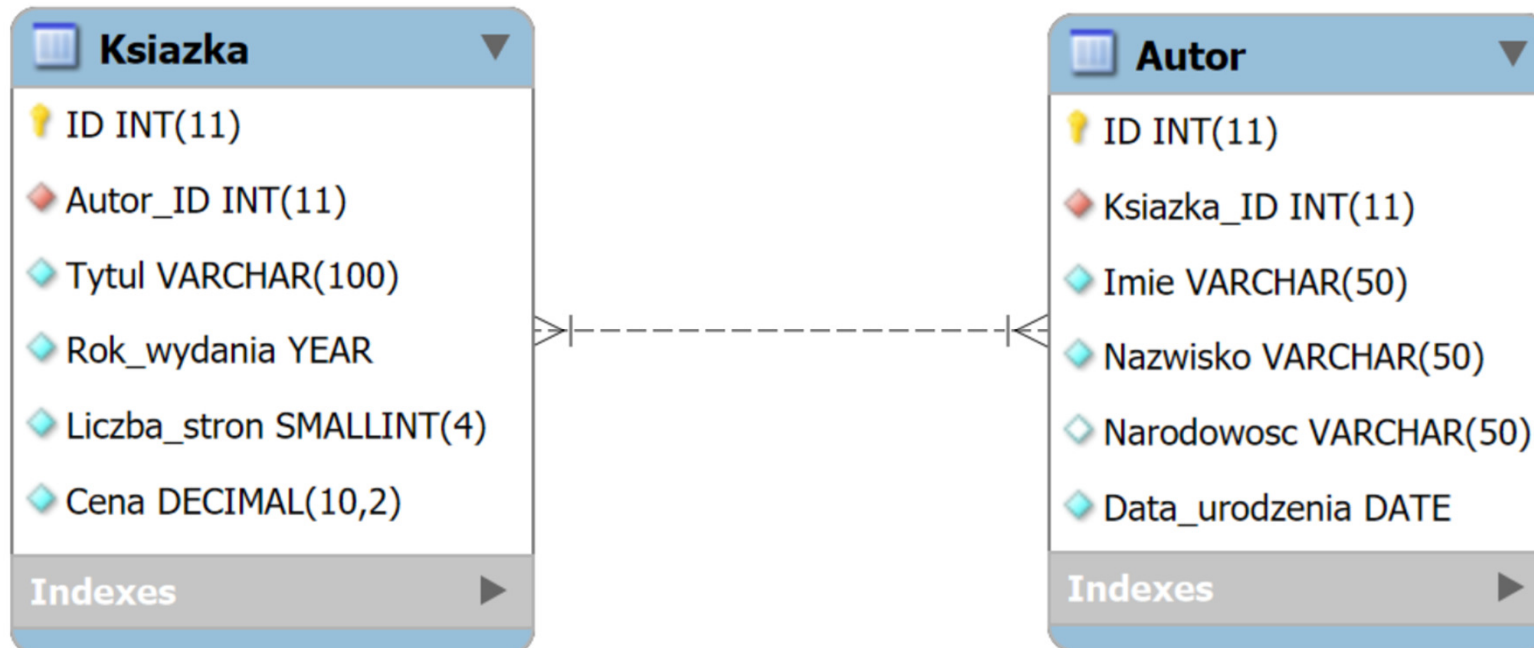 Ksiazka
ID INT(11)
Autor_ID INT(11)
Tytul VARCHAR(100)
Rok_wydania YEAR
Liczba_stron SMALLINT(4)
Cena DECIMAL(10,2)
Indexes
Autor
ID INT(11)
Ksiazka_ID INT(11)
Imie VARCHAR(50)
Nazwisko VARCHAR(50)
Narodowosc VARCHAR(50)
Data_urodzenia DATE
Indexes